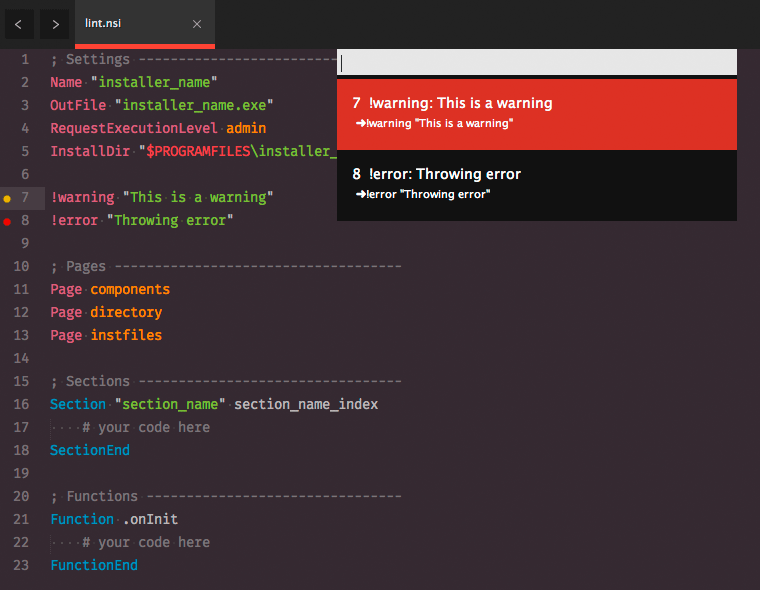 lint.nsi
1 ; Settings -------------------------
2 Name "installer_name"
3 OutFile "installer_name.exe"
4 RequestExecutionLevel admin
5 InstallDir "$PROGRAMFILES\installer_
6
7 !warning "This is a warning"
8 !error "Throwing error"
9
10 ; Pages ------------------------------------
11 Page components
12 Page directory
13 Page instfiles
14
15 ; Sections ---------------------------------
16 Section "section_name" section_name_index
17 # your code here
18 SectionEnd
19
20 ; Functions --------------------------------
21 Function .onInit
22 # your code here
23 FunctionEnd
7 !warning: This is a warning
➜!warning "This is a warning"
8 !error: Throwing error
➜!error "Throwing error"